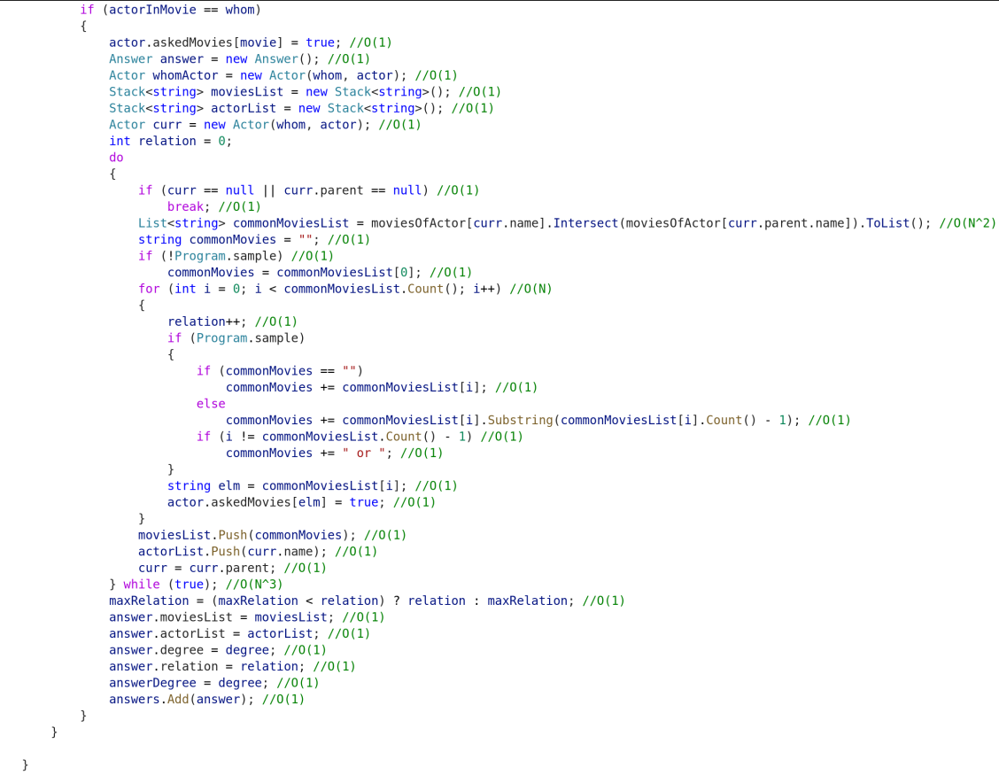 if (actorInMovie == whom)
{
actor.askedMovies[movie] = true; //O(1)
Answer answer = new Answer(); //O(1)
Actor whomActor = new Actor(whom, actor); //O(1)
Stack<string> moviesList = new Stack<string>(); //O(1)
Stack<string> actorList = new Stack<string>(); //O(1)
Actor curr = new Actor(whom, actor); //O(1)
int relation = 0;
do
{
if (curr == null || curr.parent == null) //O(1)
break; //O(1)
List<string> commonMoviesList = moviesOfActor[curr.name].Intersect(moviesOfActor[curr.parent.name]).ToList(); //O(N^2)
string commonMovies = ""; //O(1)
if (!Program.sample) //O(1)
commonMovies = commonMoviesList[0]; //O(1)
for (int i = 0; i < commonMoviesList.Count(); i++) //O(N)
{
relation++; //O(1)
if (Program.sample)
{
if (commonMovies == "")
commonMovies += commonMoviesList[i]; //O(1)
else
commonMovies += commonMoviesList[i].Substring(commonMoviesList[i].Count() - 1); //O(1)
if (i != commonMoviesList.Count() - 1) //O(1)
commonMovies += " or "; //O(1)
}
string elm = commonMoviesList[i]; //O(1)
actor.askedMovies[elm] = true; //O(1)
}
moviesList.Push(commonMovies); //O(1)
actorList.Push(curr.name); //O(1)
curr = curr.parent; //O(1)
} while (true); //O(N^3)
maxRelation = (maxRelation < relation) ? relation : maxRelation; //O(1)
answer.moviesList = moviesList; //O(1)
answer.actorList = actorList; //O(1)
answer.degree = degree; //O(1)
answer.relation = relation; //O(1)
answerDegree = degree; //O(1)
answers.Add(answer); //O(1)
}
}
}